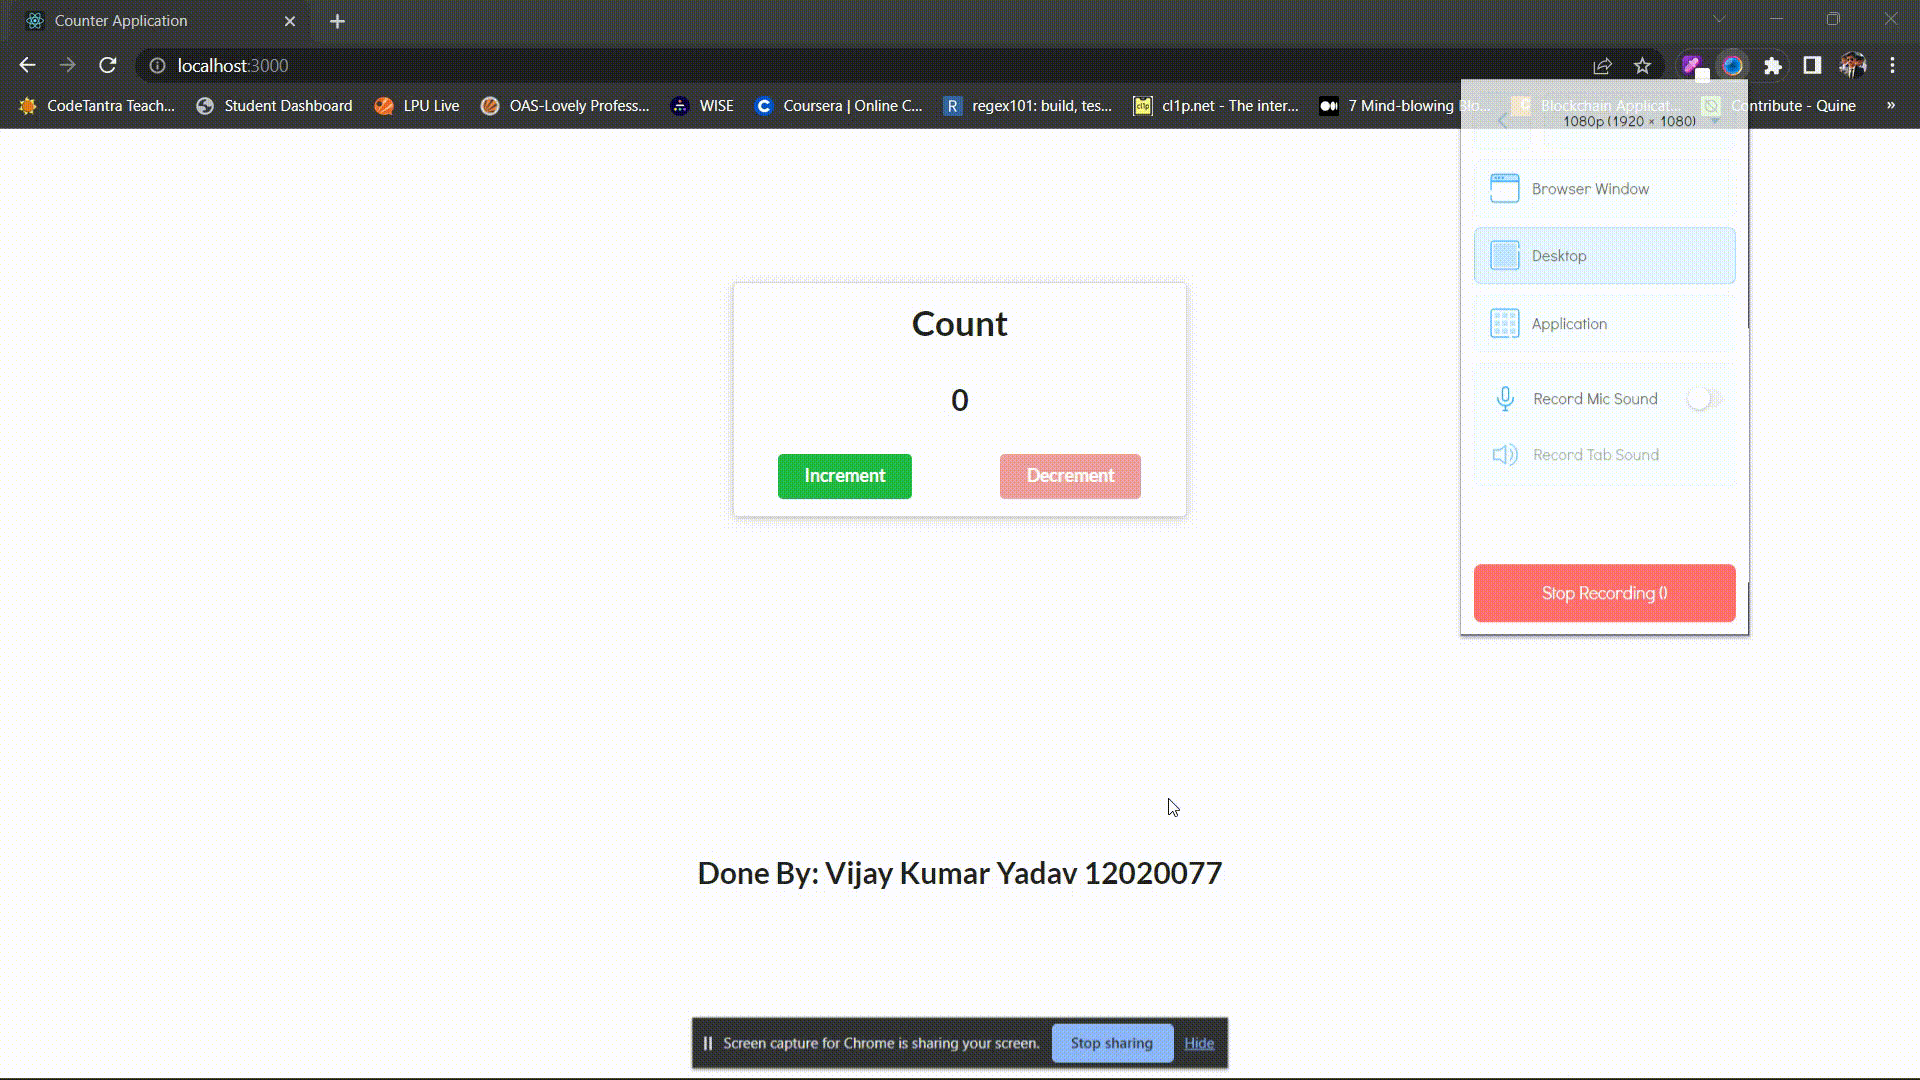 Counter Application
localhost:3000
CodeTantra Teach... Student Dashboard LPU Live OAS-Lovely Profess... WISE Coursera | Online C... regex101: build, tes... cl1p.net - The inter... 7 Mind-blowing Blo... Blockchain Applicat... Contribute - Quine »
1080p (1920 × 1080)
Browser Window
Desktop
Application
Record Mic Sound
Record Tab Sound
Stop Recording ()
Count
0
Increment Decrement
Done By: Vijay Kumar Yadav 12020077
Screen capture for Chrome is sharing your screen. Stop sharing Hide